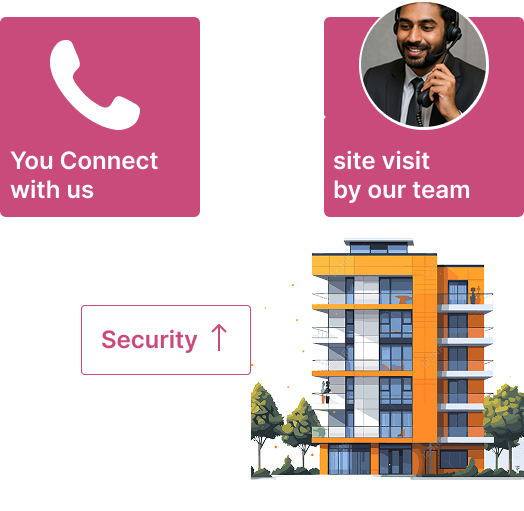 You Connect
with us
site visit
by our team
Security ↑